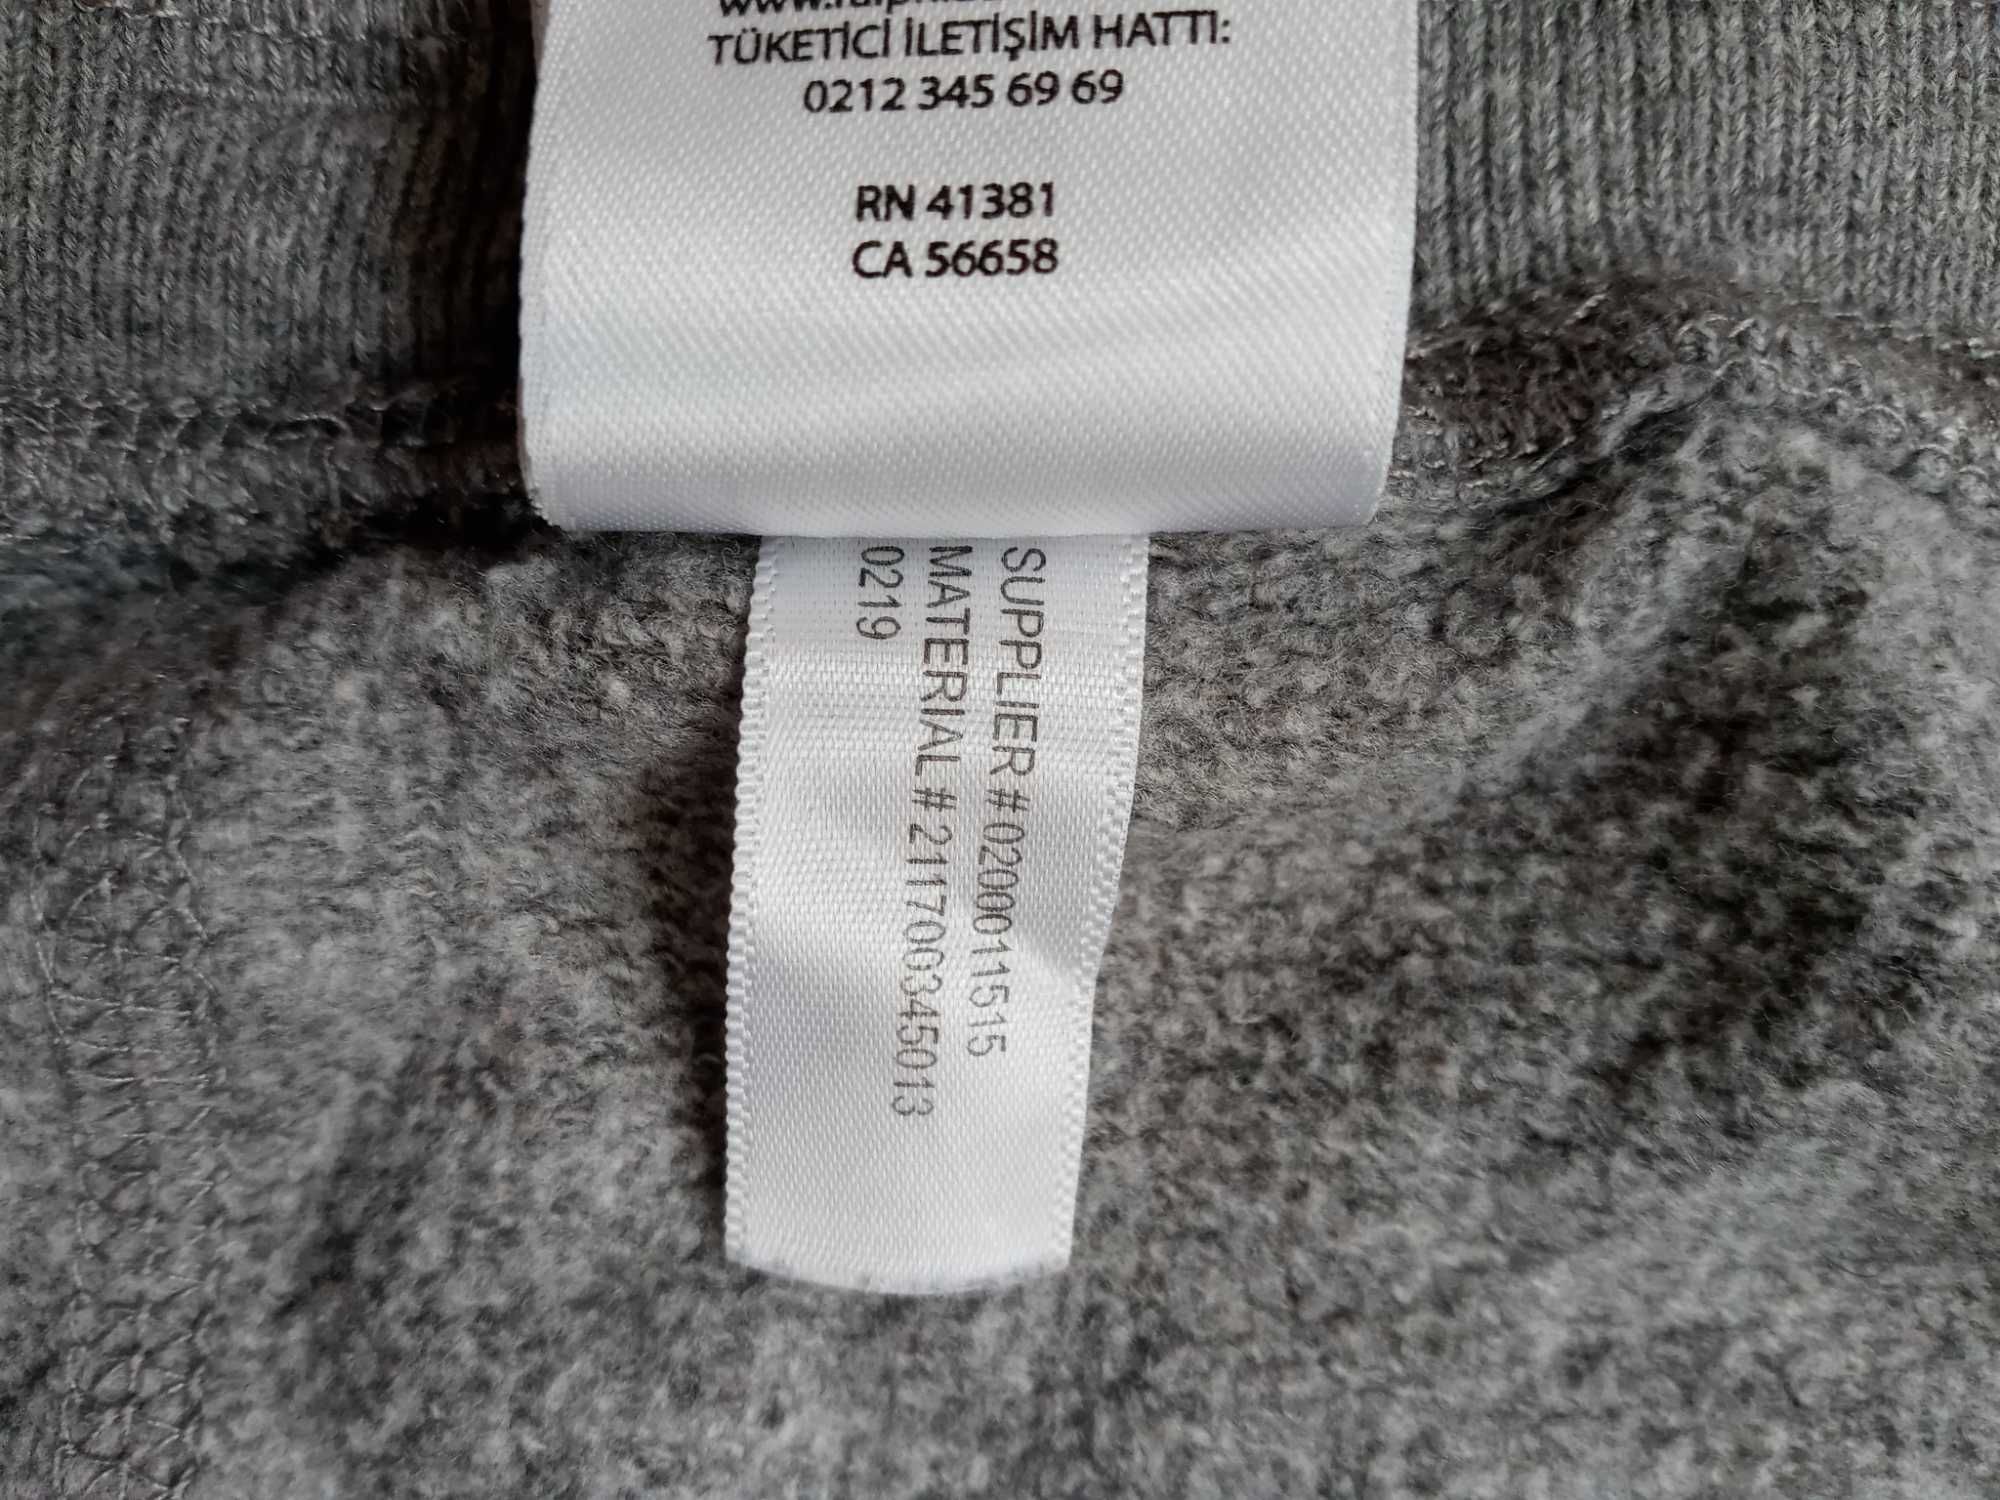 TÜKETİCİ İLETİŞİM HATTI:
0212 345 69 69
RN 41381
CA 56658
SUPPLIER # 0200011515
MATERIAL # 211700345013
0219